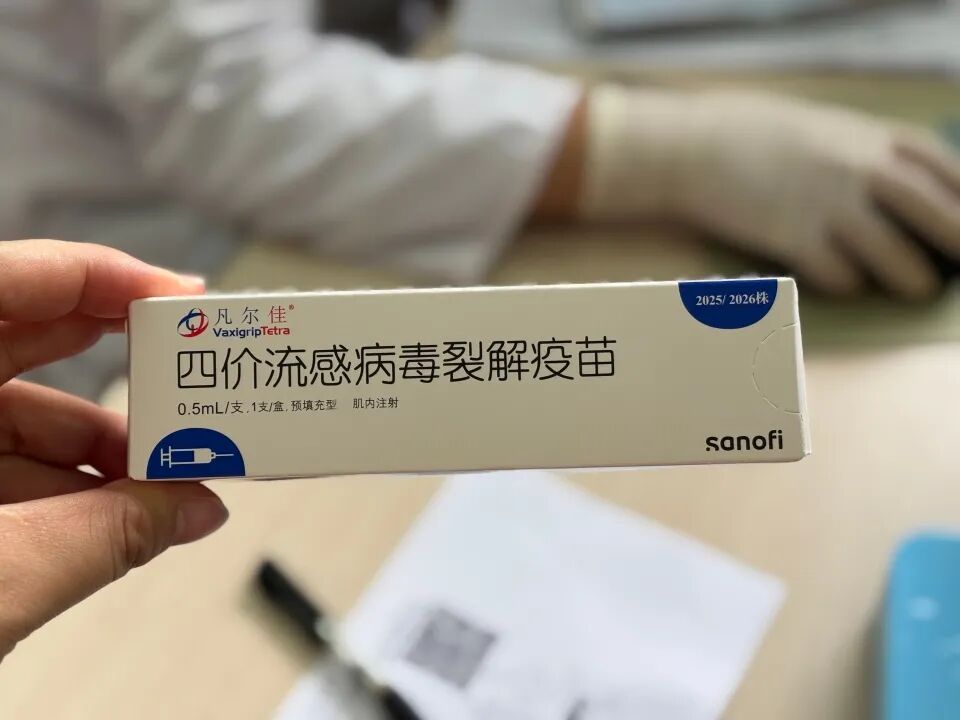 凡尔佳®
VaxigripTetra
2025/2026株
四价流感病毒裂解疫苗
0.5mL/支,1支/盒,预填充型 肌内注射
sanofi